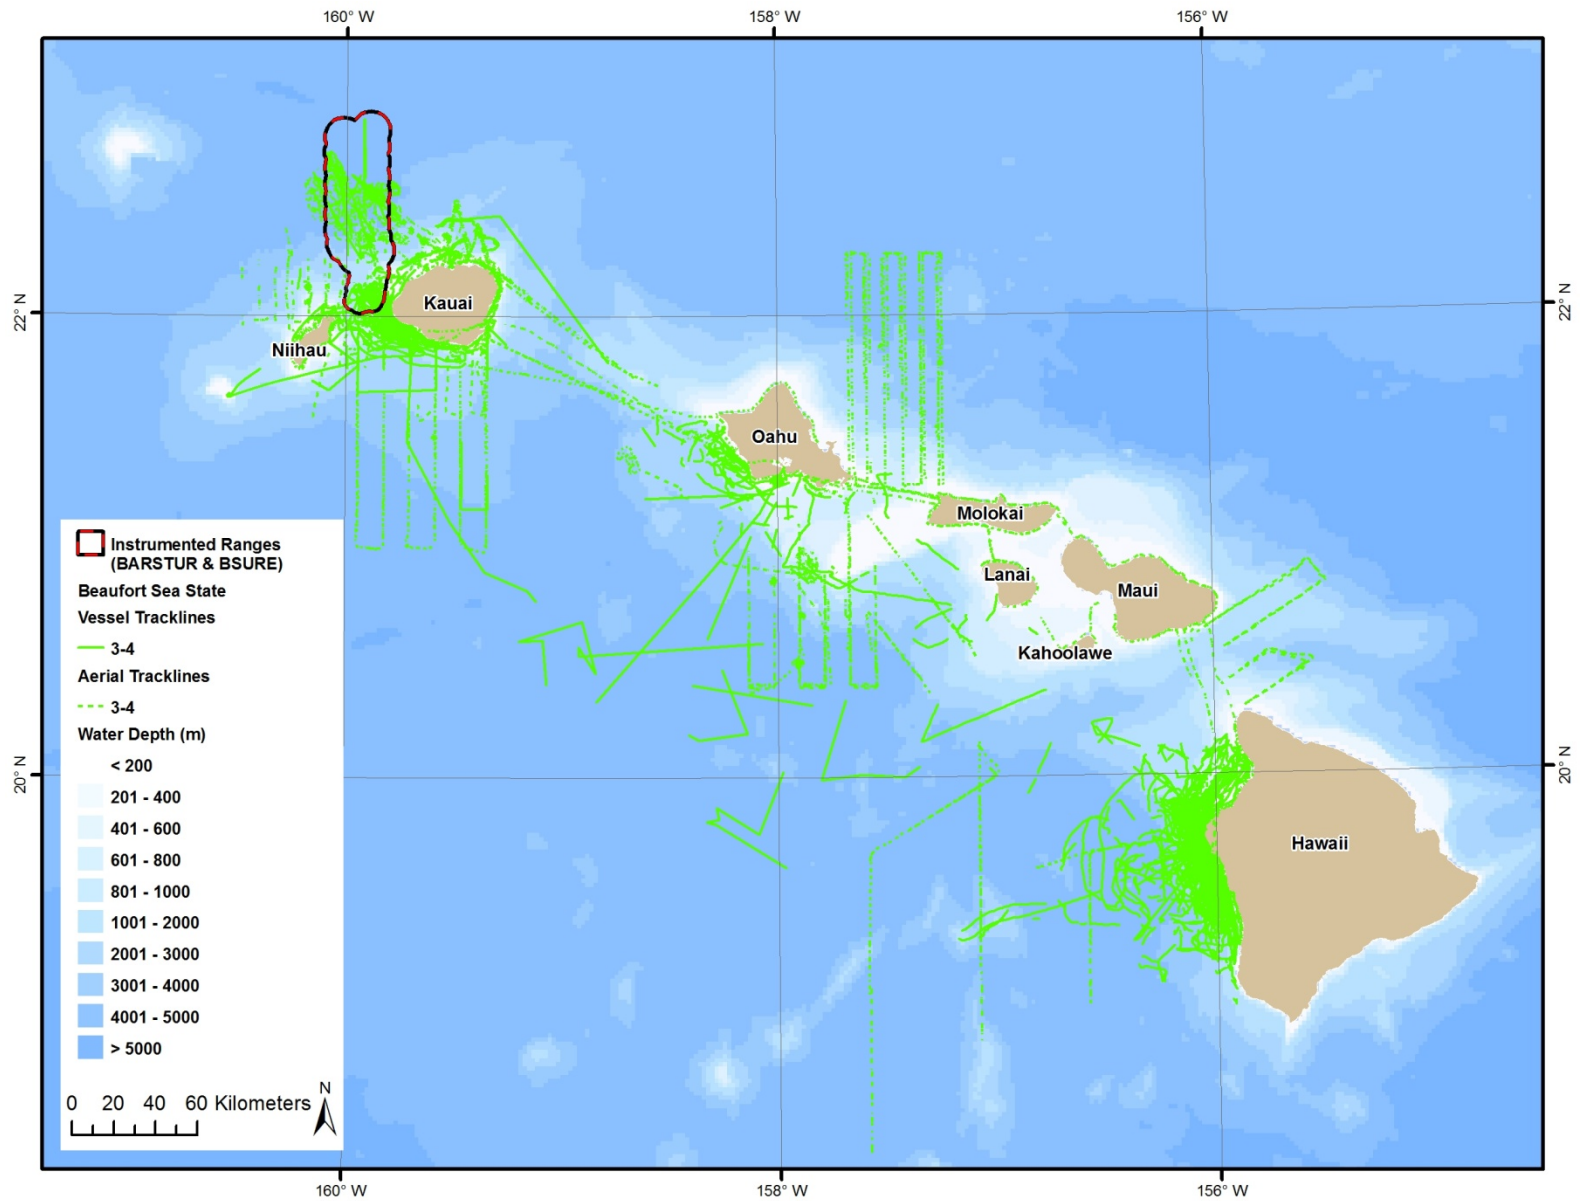 160° W
158° W
156° W
22° N
22° N
Kauai
Niihau
Oahu
Molokai
Lanai
Maui
Kahoolawe
20° N
20° N
Hawaii
Instrumented Ranges
(BARSTUR & BSURE)
Beaufort Sea State
Vessel Tracklines
3-4
Aerial Tracklines
3-4
Water Depth (m)
< 200
201 - 400
401 - 600
601 - 800
801 - 1000
1001 - 2000
2001 - 3000
3001 - 4000
4001 - 5000
> 5000
N
0 20 40 60 Kilometers
160° W
158° W
156° W